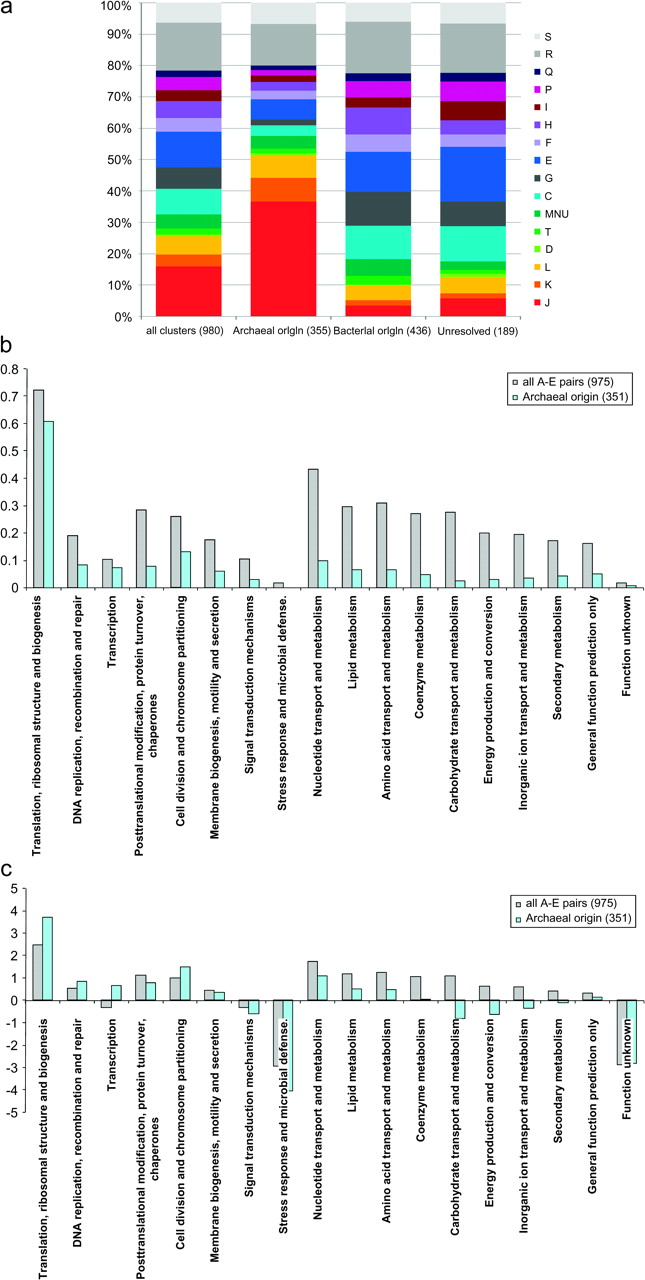 a
100%
90%
80%
70%
60%
50%
40%
30%
20%
10%
0%
all clusters (980)
Archaeal origin (355)
Bacterial origin (436)
Unresolved (189)
S
R
Q
P
I
H
F
E
G
C
MNU
T
D
L
K
J
b
0.8
0.7
0.6
0.5
0.4
0.3
0.2
0.1
0
all A-E pairs (975)
Archaeal origin (351)
Translation, ribosomal structure and biogenesis
DNA replication, recombination and repair
Transcription
Posttranslational modification, protein turnover,
chaperones
Cell division and chromosome partitioning
Membrane biogenesis, motility and secretion
Signal transduction mechanisms
Stress response and microbial defense.
Nucleotide transport and metabolism
Lipid metabolism
Amino acid transport and metabolism
Coenzyme metabolism
Carbohydrate transport and metabolism
Energy production and conversion
Inorganic ion transport and metabolism
Secondary metabolism
General function prediction only
Function unknown
c
5
4
3
2
1
0
-1
-2
-3
-4
-5
all A-E pairs (975)
Archaeal origin (351)
Translation, ribosomal structure and biogenesis
DNA replication, recombination and repair
Transcription
Posttranslational modification, protein turnover,
chaperones
Cell division and chromosome partitioning
Membrane biogenesis, motility and secretion
Signal transduction mechanisms
Stress response and microbial defense.
Nucleotide transport and metabolism
Lipid metabolism
Amino acid transport and metabolism
Coenzyme metabolism
Carbohydrate transport and metabolism
Energy production and conversion
Inorganic ion transport and metabolism
Secondary metabolism
General function prediction only
Function unknown